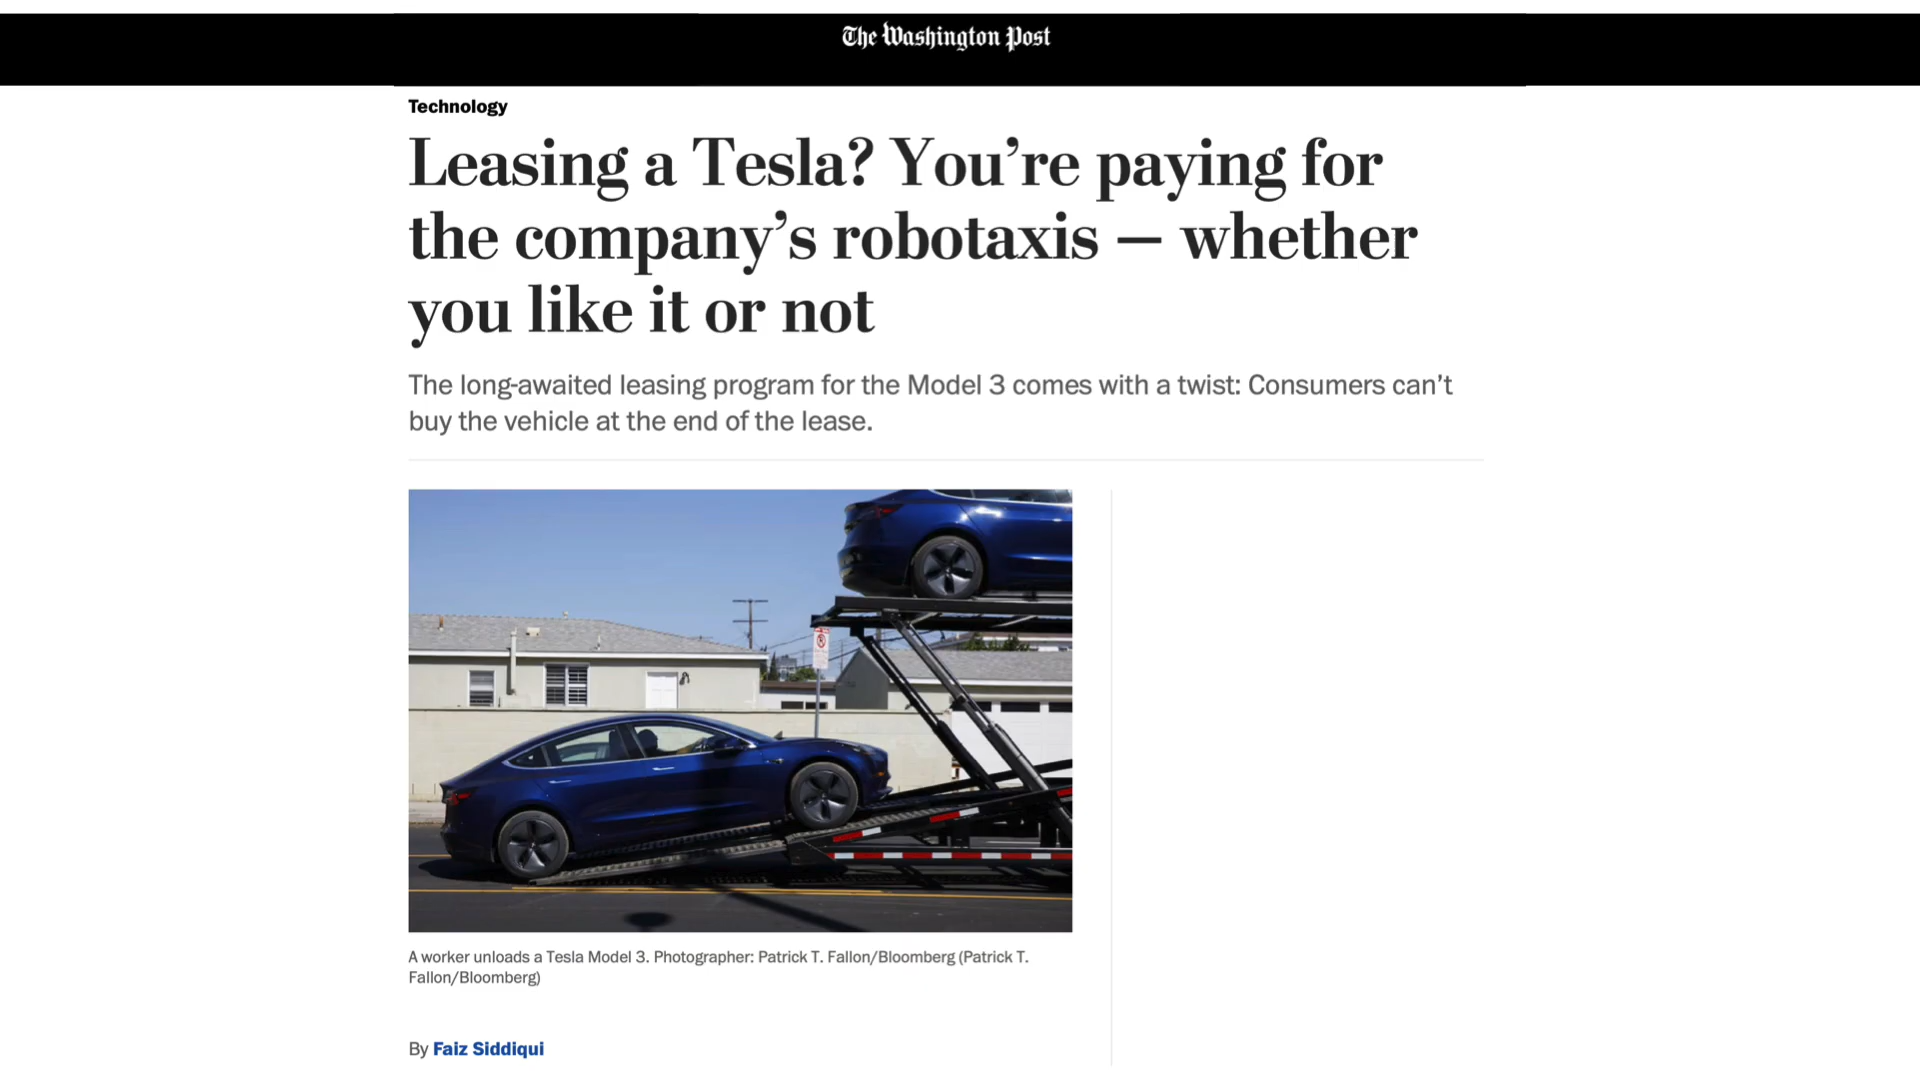 The Washington Post
Technology
Leasing a Tesla? You’re paying for
the company’s robotaxis — whether
you like it or not
The long-awaited leasing program for the Model 3 comes with a twist: Consumers can’t
buy the vehicle at the end of the lease.
A worker unloads a Tesla Model 3. Photographer: Patrick T. Fallon/Bloomberg (Patrick T.
Fallon/Bloomberg)
By Faiz Siddiqui